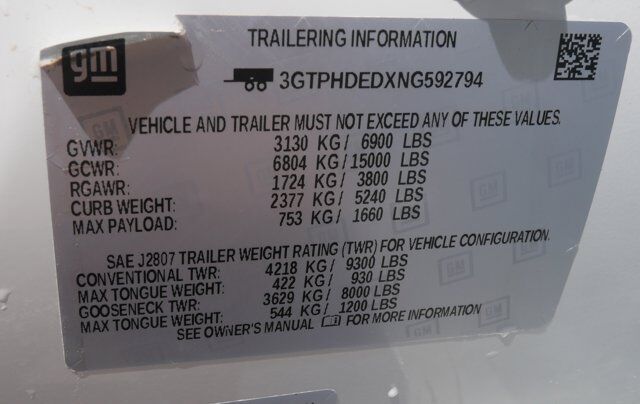 gm
TRAILERING INFORMATION
3GTPHDEDXNG592794
VEHICLE AND TRAILER MUST NOT EXCEED ANY OF THESE VALUES.
GVWR: 3130 KG/ 6900 LBS
GCWR: 6804 KG/ 15000 LBS
RGAWR: 1724 KG/ 3800 LBS
CURB WEIGHT: 2377 KG/ 5240 LBS
MAX PAYLOAD: 753 KG/ 1660 LBS
SAE J2807 TRAILER WEIGHT RATING (TWR) FOR VEHICLE CONFIGURATION.
CONVENTIONAL TWR: 4218 KG/ 9300 LBS
MAX TONGUE WEIGHT: 422 KG/ 930 LBS
GOOSENECK TWR: 3629 KG/ 8000 LBS
MAX TONGUE WEIGHT: 544 KG/ 1200 LBS
SEE OWNER'S MANUAL FOR MORE INFORMATION